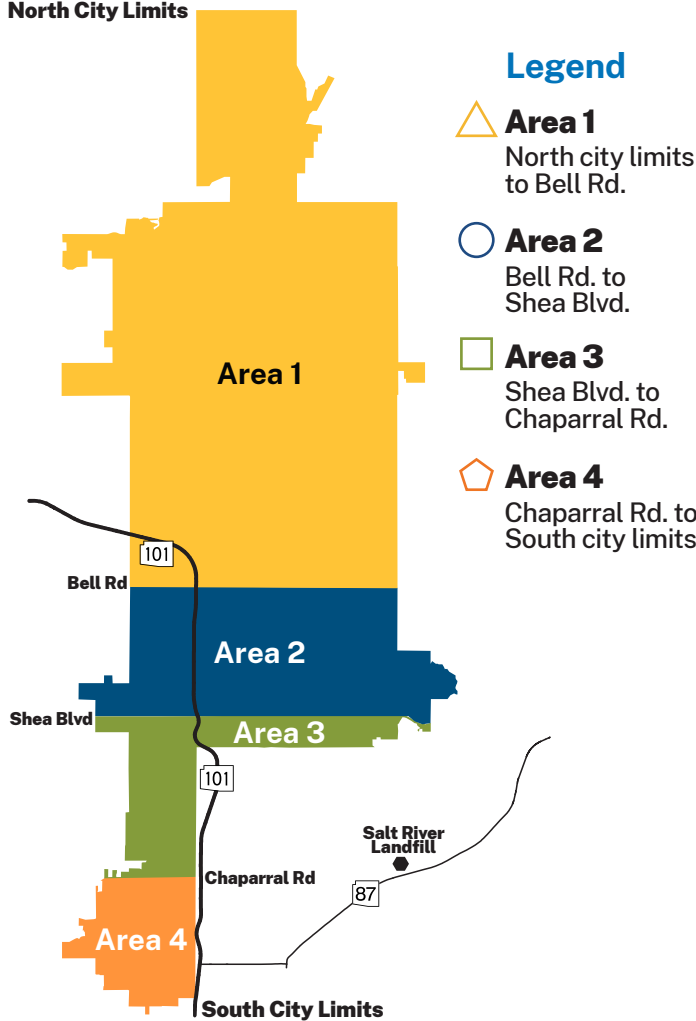 North City Limits
Legend
Area 1
North city limits
to Bell Rd.
Area 2
Bell Rd. to
Shea Blvd.
Area 3
Shea Blvd. to
Chaparral Rd.
Area 4
Chaparral Rd. to
South city limits
Area 1
101
Bell Rd
Area 2
Shea Blvd
Area 3
101
Salt River
Landfill
Chaparral Rd
87
Area 4
South City Limits